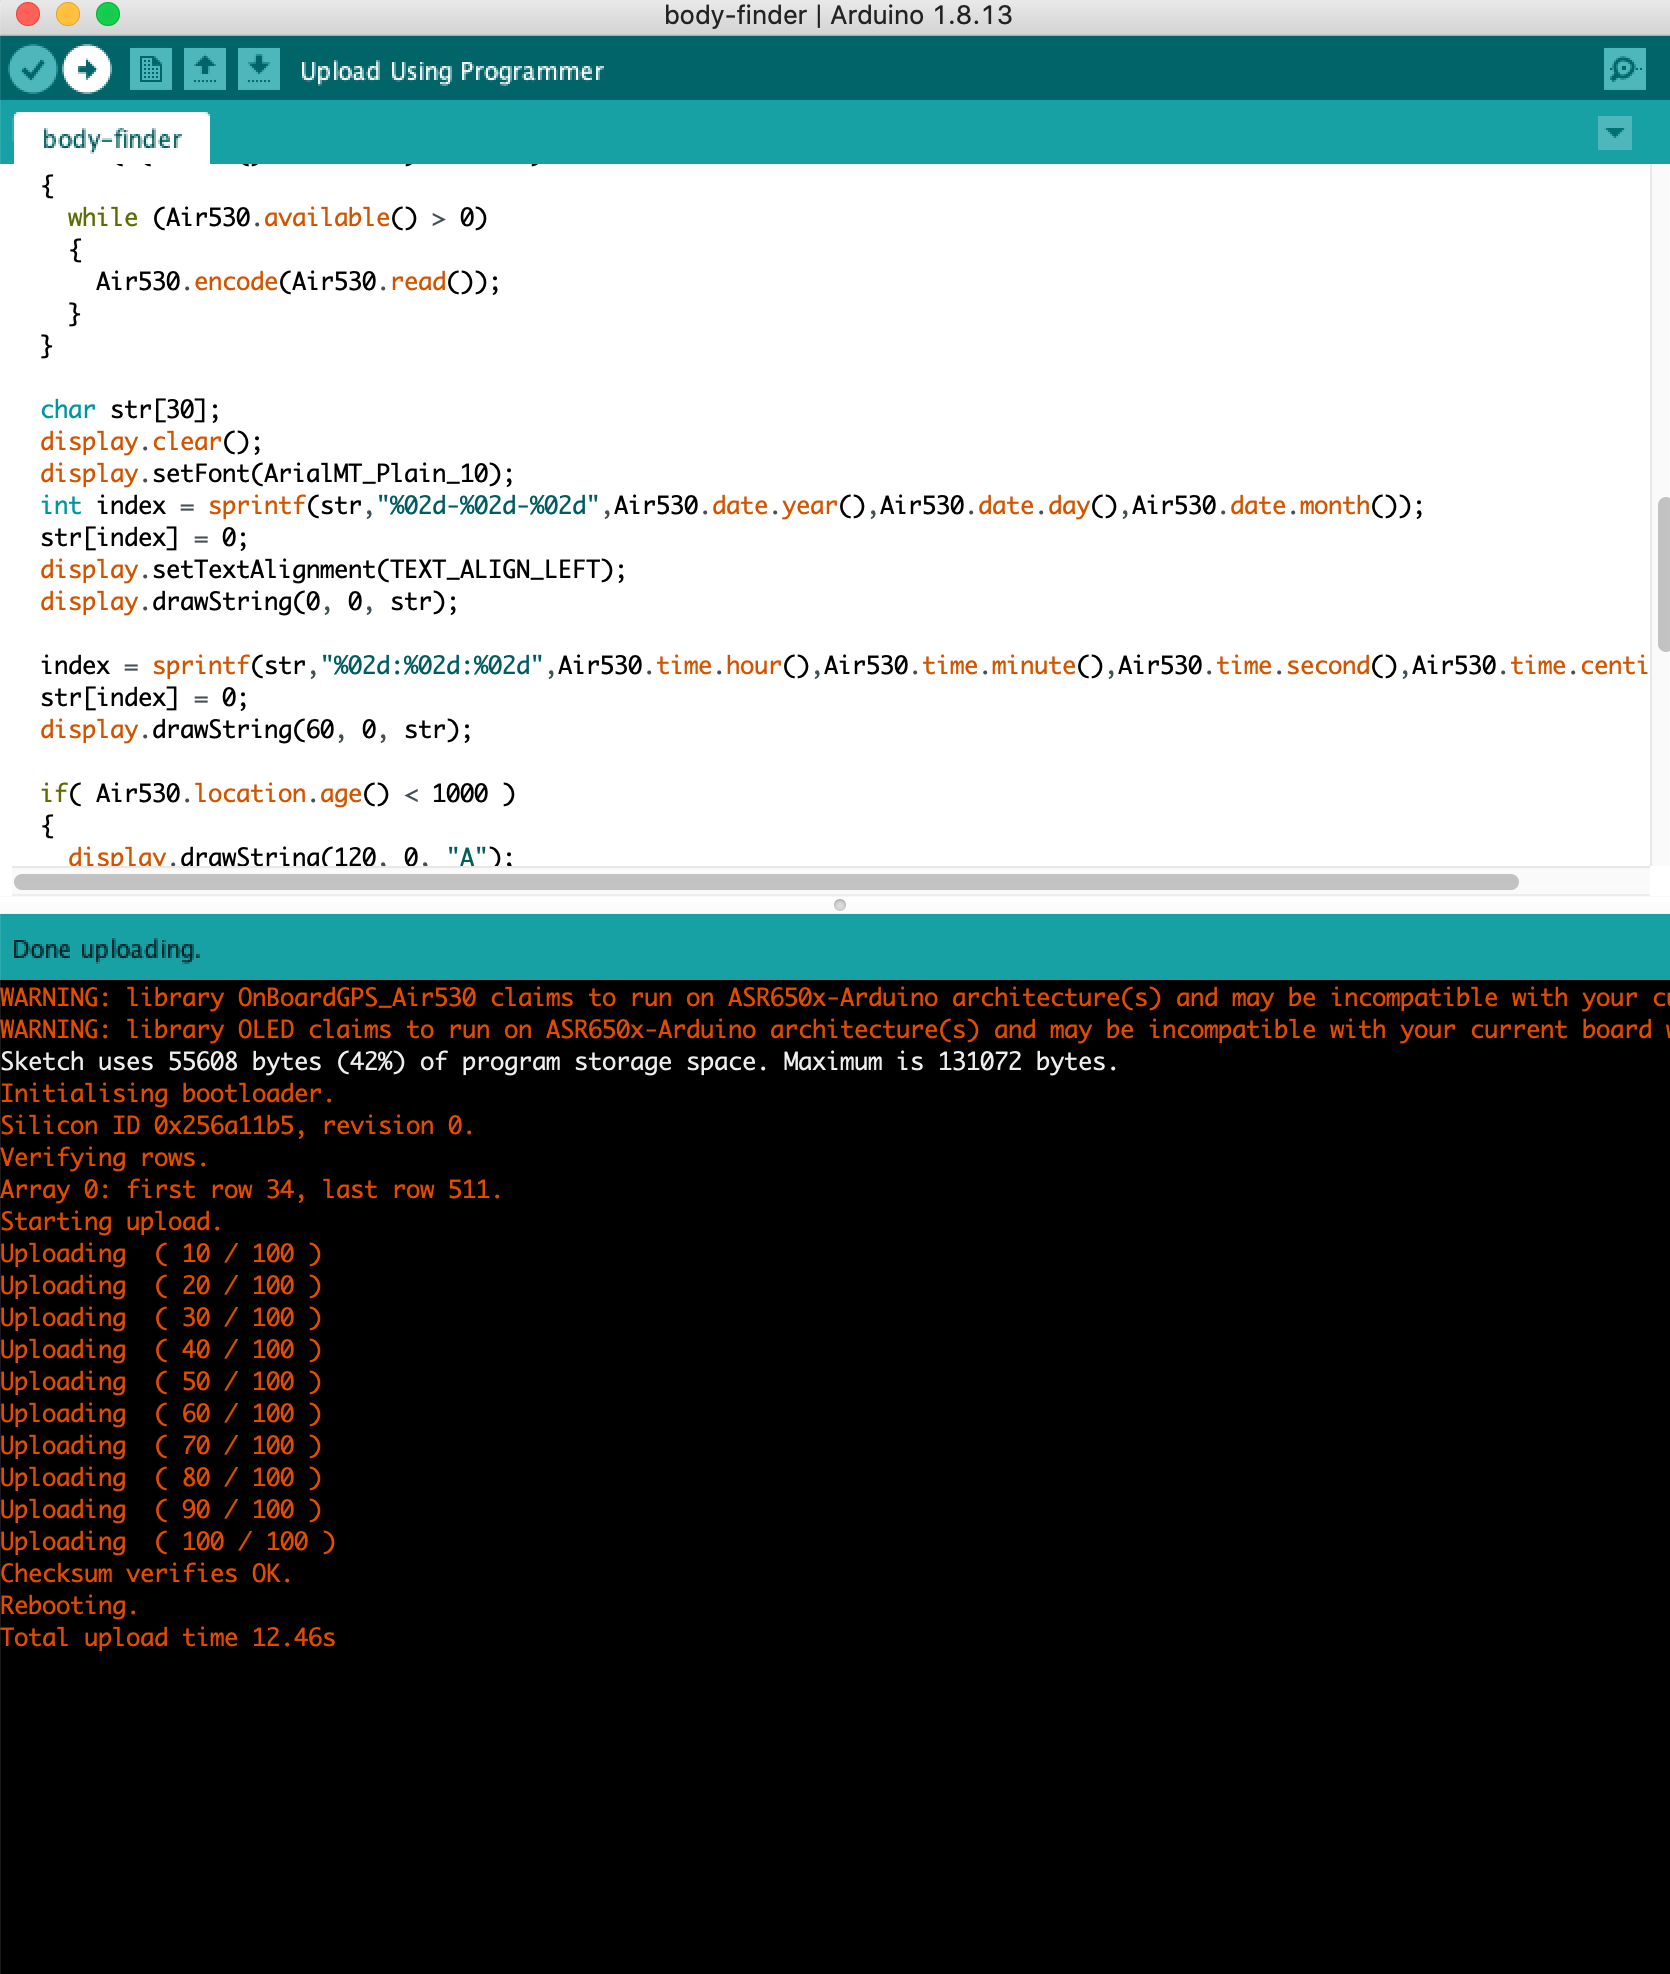 body-finder | Arduino 1.8.13
Upload Using Programmer
body-finder
{
while (Air530.available() > 0)
{
Air530.encode(Air530.read());
}
}
char str[30];
display.clear();
display.setFont(ArialMT_Plain_10);
int index = sprintf(str,"%02d-%02d-%02d",Air530.date.year(),Air530.date.day(),Air530.date.month());
str[index] = 0;
display.setTextAlignment(TEXT_ALIGN_LEFT);
display.drawString(0, 0, str);
index = sprintf(str,"%02d:%02d:%02d",Air530.time.hour(),Air530.time.minute(),Air530.time.second(),Air530.time.centi
str[index] = 0;
display.drawString(60, 0, str);
if( Air530.location.age() < 1000 )
{
display.drawString(120, 0, "A");
Done uploading.
WARNING: library OnBoardGPS_Air530 claims to run on ASR650x-Arduino architecture(s) and may be incompatible with your
WARNING: library OLED claims to run on ASR650x-Arduino architecture(s) and may be incompatible with your current board
Sketch uses 55608 bytes (42%) of program storage space. Maximum is 131072 bytes.
Initialising bootloader.
Silicon ID 0x256a11b5, revision 0.
Verifying rows.
Array 0: first row 34, last row 511.
Starting upload.
Uploading ( 10 / 100 )
Uploading ( 20 / 100 )
Uploading ( 30 / 100 )
Uploading ( 40 / 100 )
Uploading ( 50 / 100 )
Uploading ( 60 / 100 )
Uploading ( 70 / 100 )
Uploading ( 80 / 100 )
Uploading ( 90 / 100 )
Uploading ( 100 / 100 )
Checksum verifies OK.
Rebooting.
Total upload time 12.46s